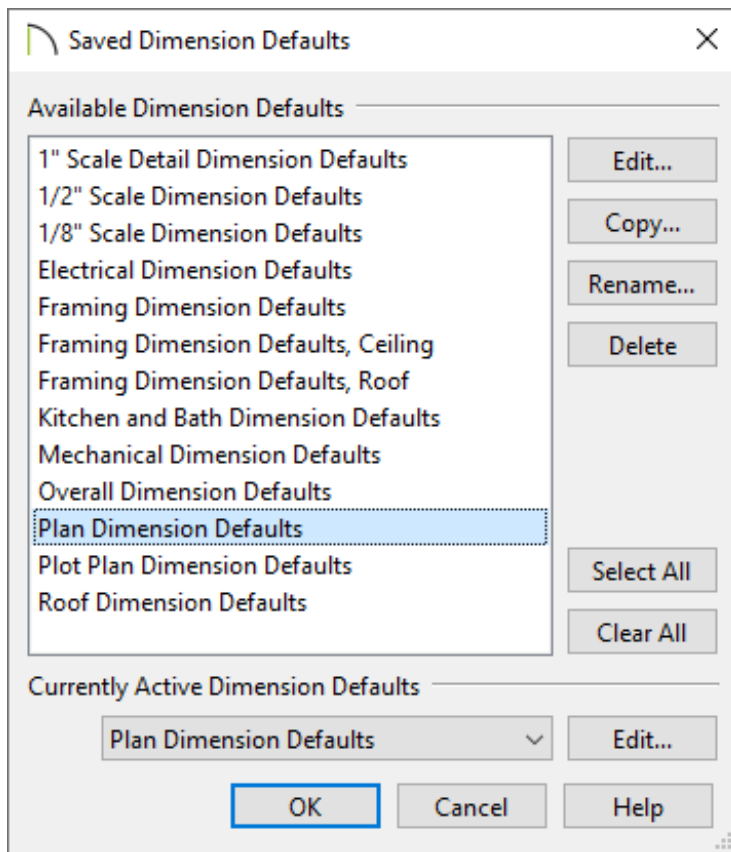 Saved Dimension Defaults
Available Dimension Defaults
1" Scale Detail Dimension Defaults
1/2" Scale Dimension Defaults
1/8" Scale Dimension Defaults
Electrical Dimension Defaults
Framing Dimension Defaults
Framing Dimension Defaults, Ceiling
Framing Dimension Defaults, Roof
Kitchen and Bath Dimension Defaults
Mechanical Dimension Defaults
Overall Dimension Defaults
Plan Dimension Defaults
Plot Plan Dimension Defaults
Roof Dimension Defaults
Edit...
Copy...
Rename...
Delete
Select All
Clear All
Currently Active Dimension Defaults
Plan Dimension Defaults
Edit...
OK
Cancel
Help